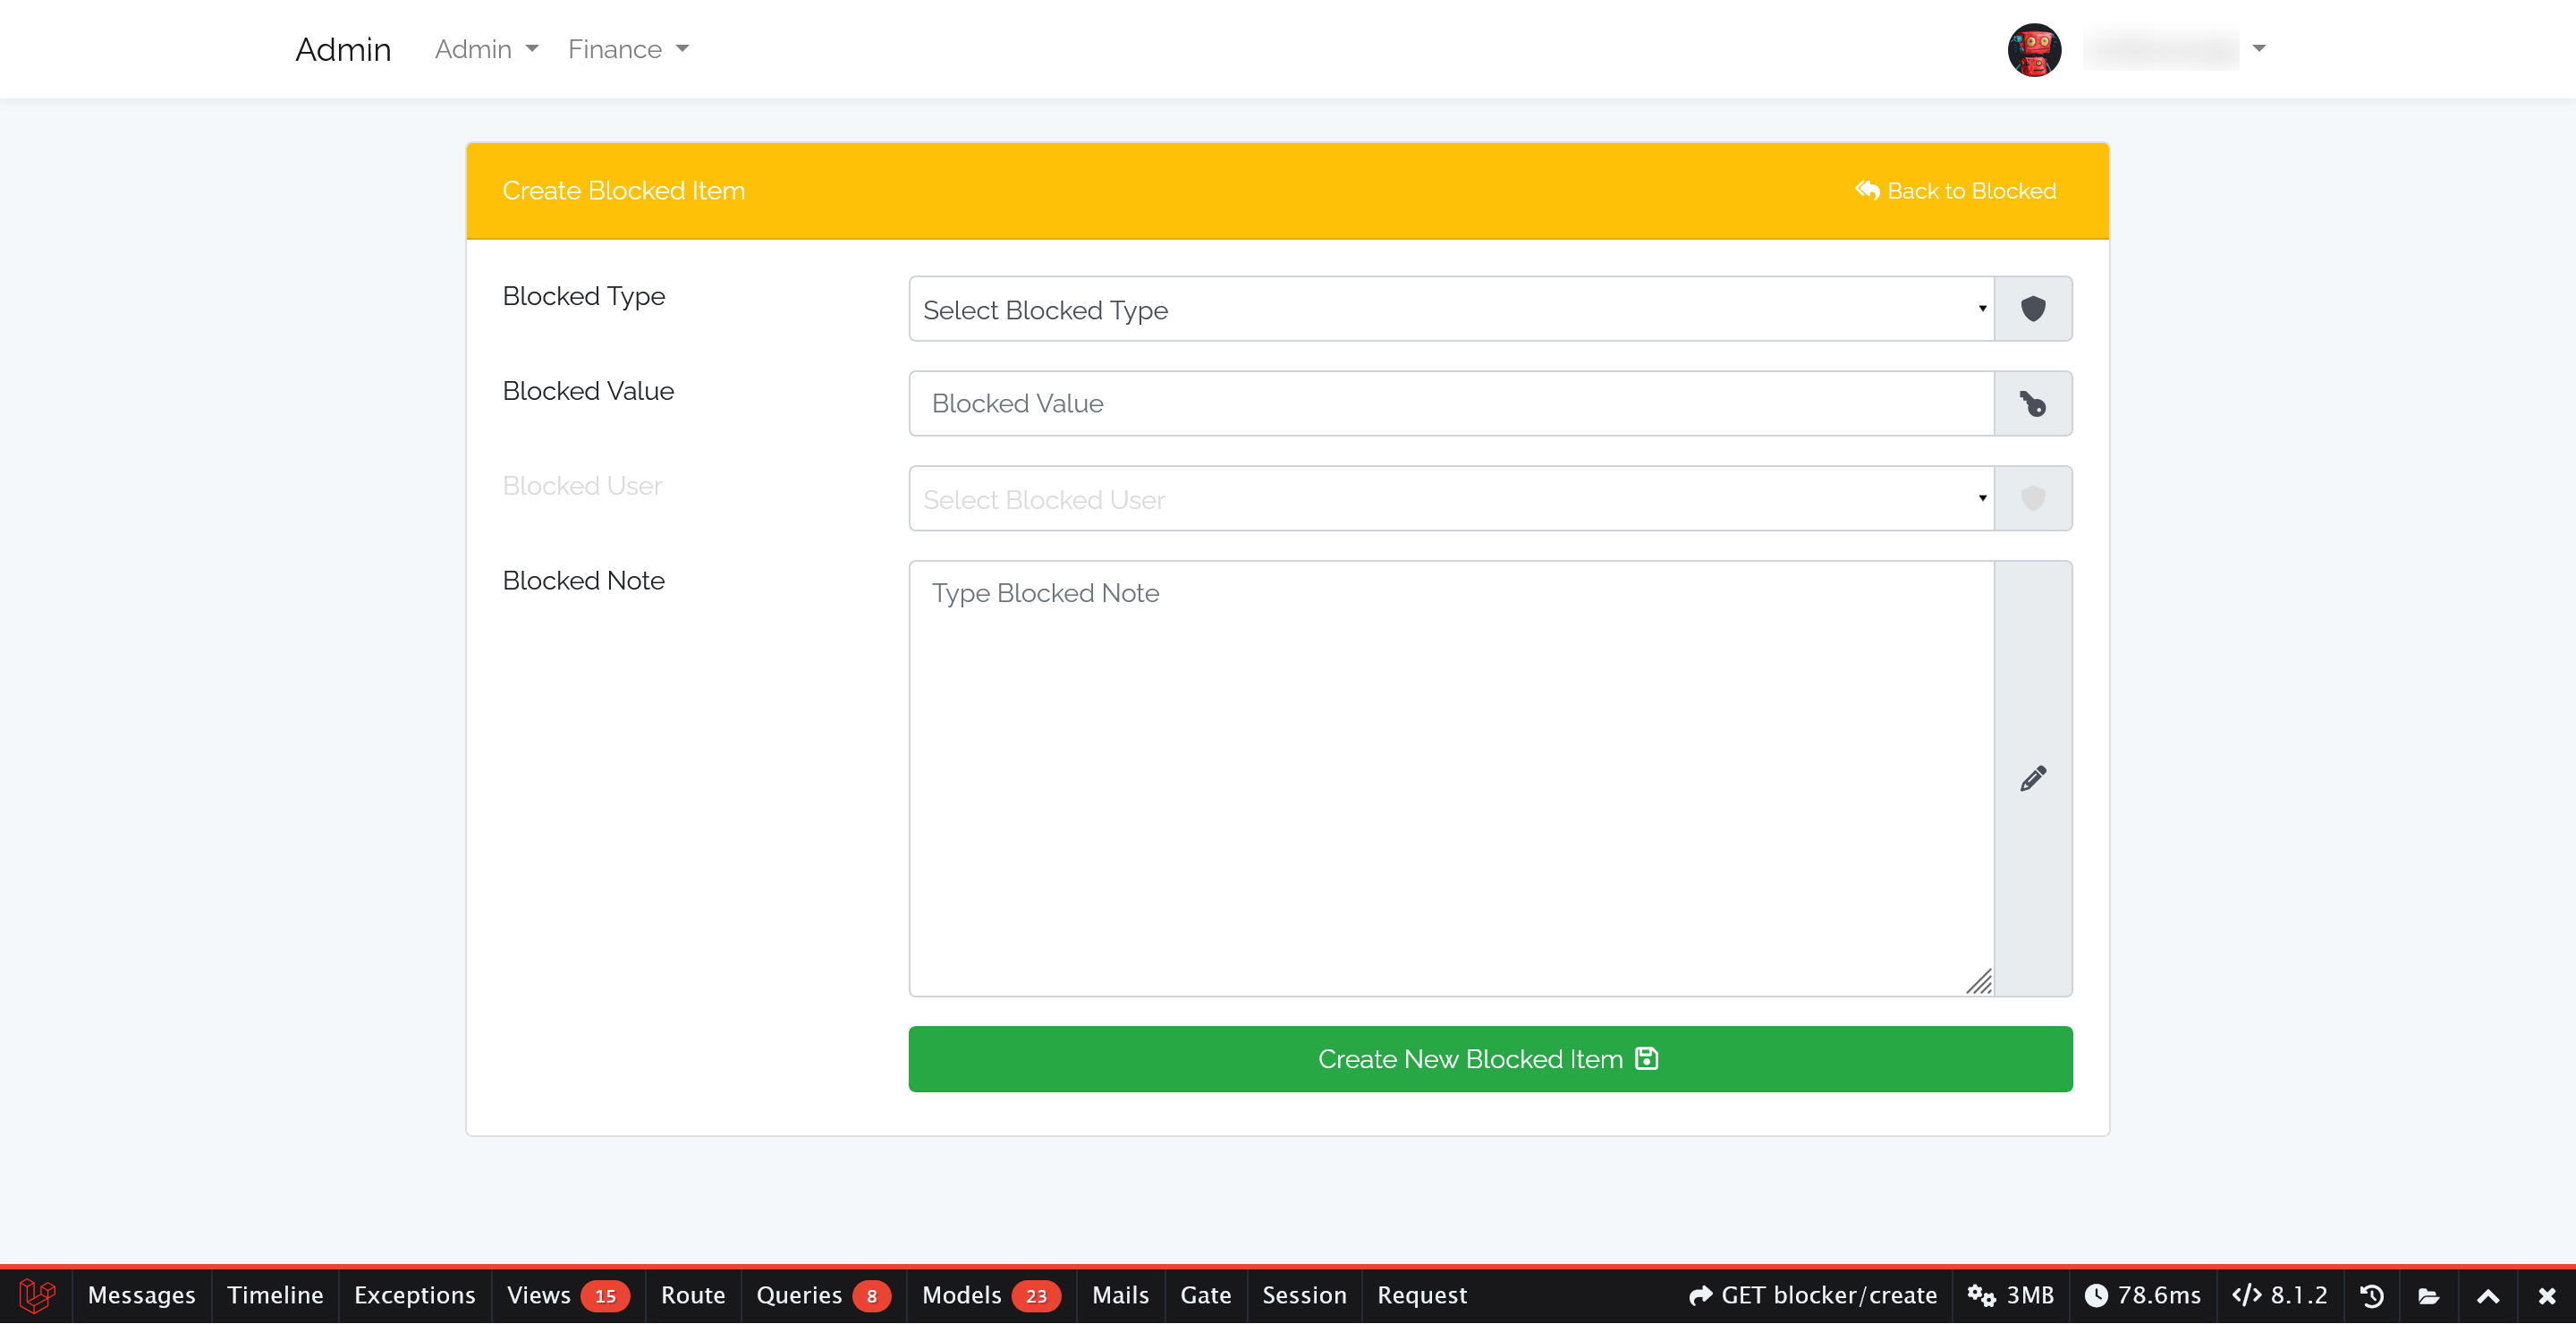 Admin Admin Finance
Create Blocked Item Back to Blocked
Blocked Type Select Blocked Type
Blocked Value Blocked Value
Blocked User Select Blocked User
Blocked Note Type Blocked Note
Create New Blocked Item
Messages Timeline Exceptions Views 15 Route Queries 8 Models 23 Mails Gate Session Request GET blocker/create 3MB 78.6ms </> 8.1.2